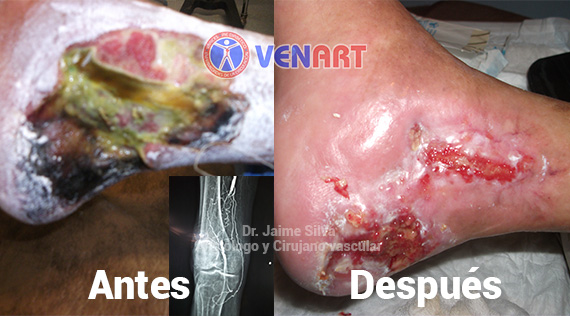 VENART
Dr. Jaime Silva
y Cirujano vascular
Antes
Después